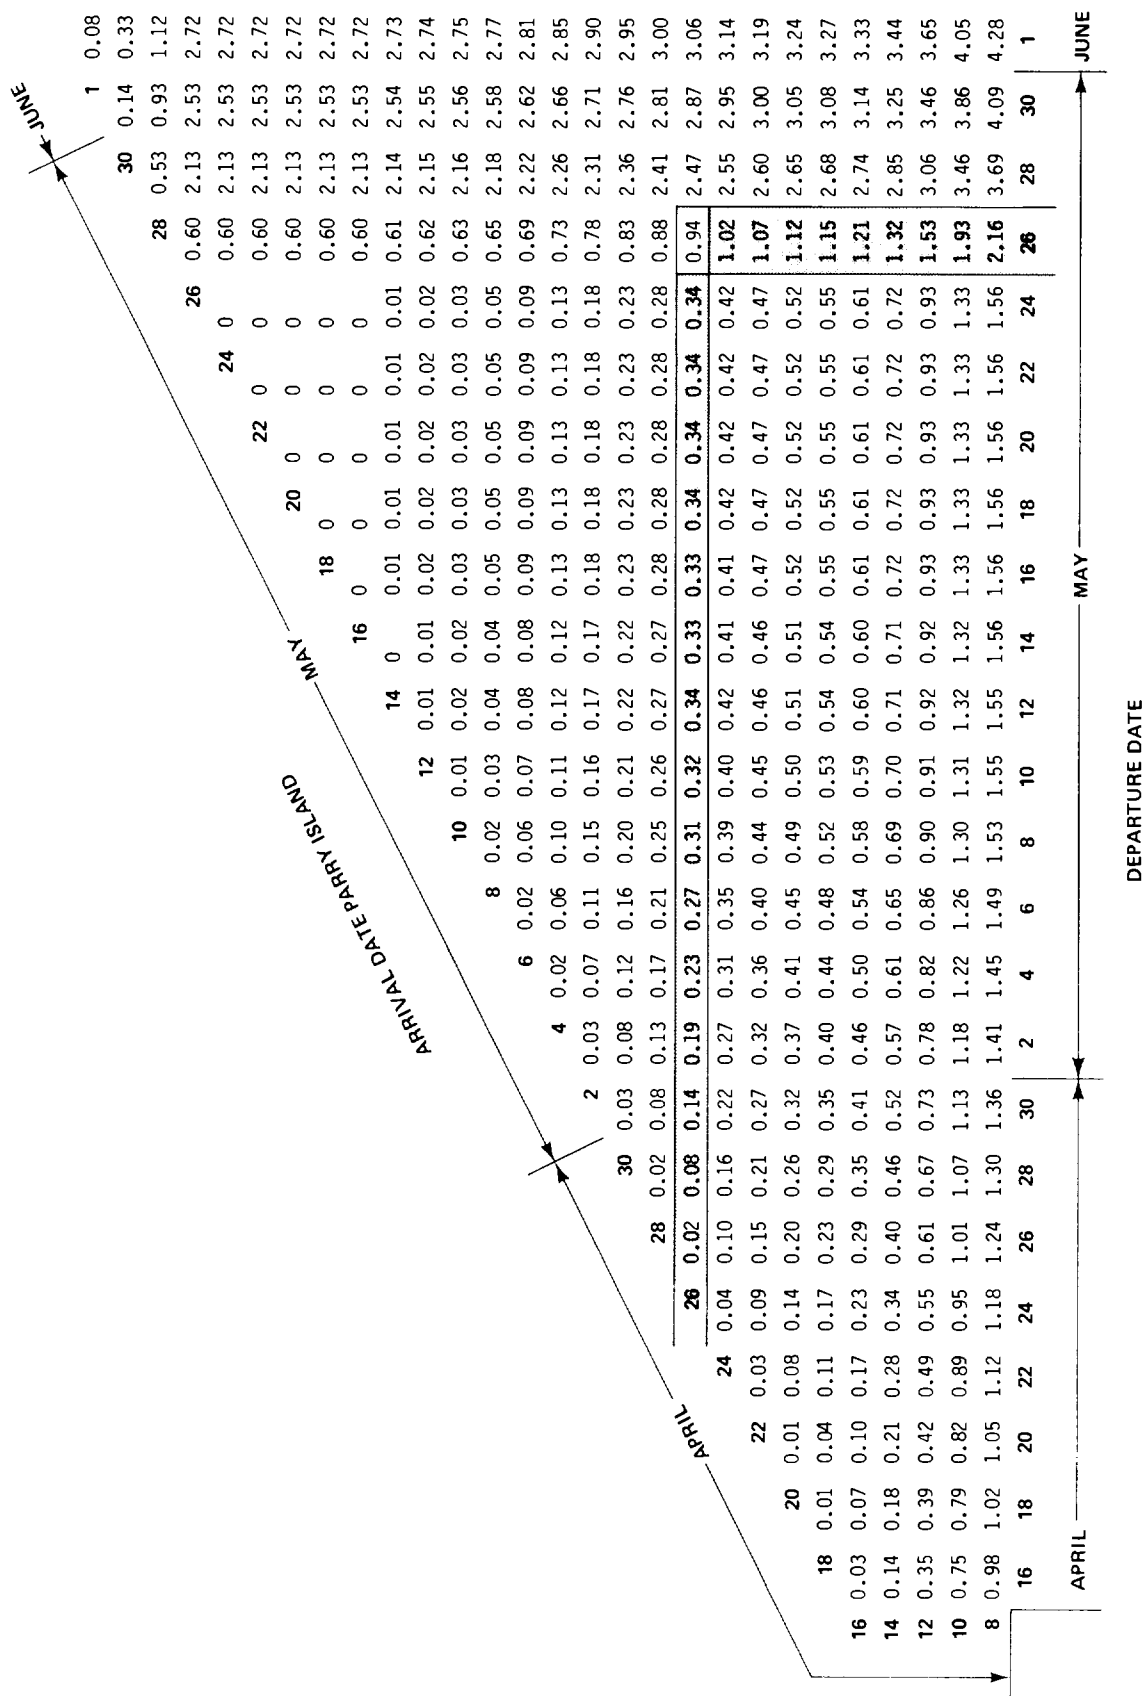 JUNE
1 0.08
30 0.14 0.33
28 0.53 0.93 1.12
26 0.60 2.13 2.53 2.72
24 0 0.60 2.13 2.53 2.72
22 0 0 0.60 2.13 2.53 2.72
20 0 0 0 0.60 2.13 2.53 2.72
MAY
18 0 0 0 0 0.60 2.13 2.53 2.72
16 0 0 0 0 0 0.60 2.13 2.53 2.72
ARRIVAL DATE PARRY ISLAND
14 0 0.01 0.01 0.01 0.01 0.01 0.61 2.14 2.54 2.73
12 0.01 0.01 0.02 0.02 0.02 0.02 0.02 0.62 2.15 2.55 2.74
10 0.01 0.02 0.02 0.03 0.03 0.03 0.03 0.03 0.63 2.16 2.56 2.75
8 0.02 0.03 0.04 0.04 0.05 0.05 0.05 0.05 0.05 0.65 2.18 2.58 2.77
6 0.02 0.06 0.07 0.08 0.08 0.09 0.09 0.09 0.09 0.09 0.69 2.22 2.62 2.81
4 0.02 0.06 0.10 0.11 0.12 0.12 0.13 0.13 0.13 0.13 0.13 0.73 2.26 2.66 2.85
2 0.03 0.07 0.11 0.15 0.16 0.17 0.17 0.18 0.18 0.18 0.18 0.18 0.78 2.31 2.71 2.90
30 0.03 0.08 0.12 0.16 0.20 0.21 0.22 0.22 0.23 0.23 0.23 0.23 0.23 0.83 2.36 2.76 2.95
28 0.02 0.08 0.13 0.17 0.21 0.25 0.26 0.27 0.27 0.28 0.28 0.28 0.28 0.28 0.88 2.41 2.81 3.00
26 0.02 0.08 0.14 0.19 0.23 0.27 0.31 0.32 0.34 0.33 0.33 0.34 0.34 0.34 0.34 0.94 2.47 2.87 3.06
APRIL
24 0.04 0.10 0.16 0.22 0.27 0.31 0.35 0.39 0.40 0.42 0.41 0.41 0.42 0.42 0.42 0.42 1.02 2.55 2.95 3.14
22 0.03 0.09 0.15 0.21 0.27 0.32 0.36 0.40 0.44 0.45 0.46 0.46 0.47 0.47 0.47 0.47 0.47 1.07 2.60 3.00 3.19
20 0.01 0.08 0.14 0.20 0.26 0.32 0.37 0.41 0.45 0.49 0.50 0.51 0.51 0.52 0.52 0.52 0.52 0.52 1.12 2.65 3.05 3.24
18 0.01 0.04 0.11 0.17 0.23 0.29 0.35 0.40 0.44 0.48 0.52 0.53 0.54 0.54 0.55 0.55 0.55 0.55 0.55 1.15 2.68 3.08 3.27
16 0.03 0.07 0.10 0.17 0.23 0.29 0.35 0.41 0.46 0.50 0.54 0.58 0.59 0.60 0.60 0.61 0.61 0.61 0.61 0.61 1.21 2.74 3.14 3.33
14 0.14 0.18 0.21 0.28 0.34 0.40 0.46 0.52 0.57 0.61 0.65 0.69 0.70 0.71 0.71 0.72 0.72 0.72 0.72 0.72 1.32 2.85 3.25 3.44
12 0.35 0.39 0.42 0.49 0.55 0.61 0.67 0.73 0.78 0.82 0.86 0.90 0.91 0.92 0.92 0.93 0.93 0.93 0.93 0.93 1.53 3.06 3.46 3.65
10 0.75 0.79 0.82 0.89 0.95 1.01 1.07 1.13 1.18 1.22 1.26 1.30 1.31 1.32 1.32 1.33 1.33 1.33 1.33 1.33 1.93 3.46 3.86 4.05
8 0.98 1.02 1.05 1.12 1.18 1.24 1.30 1.36 1.41 1.45 1.49 1.53 1.55 1.55 1.56 1.56 1.56 1.56 1.56 1.56 2.16 3.69 4.09 4.28
16 18 20 22 24 26 28 30 2 4 6 8 10 12 14 16 18 20 22 24 26 28 30 1
APRIL MAY JUNE
DEPARTURE DATE